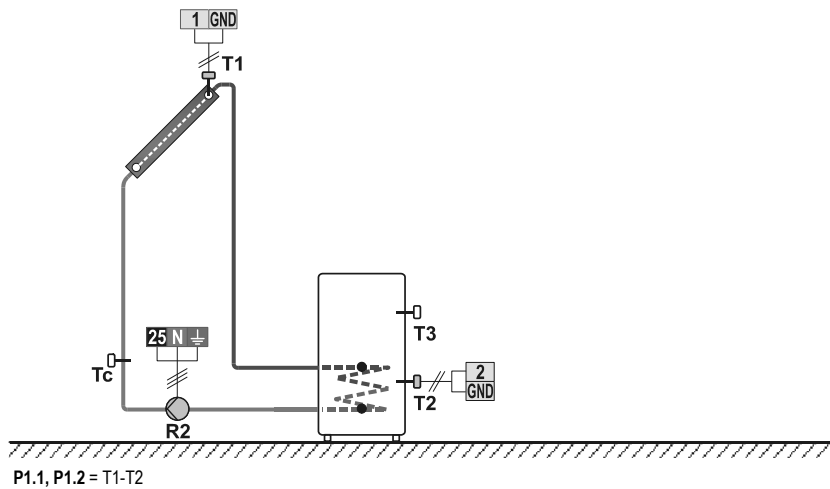 1 GND
T1
T3
25 N
Tc
T2
2
GND
R2
P1.1, P1.2 = T1-T2